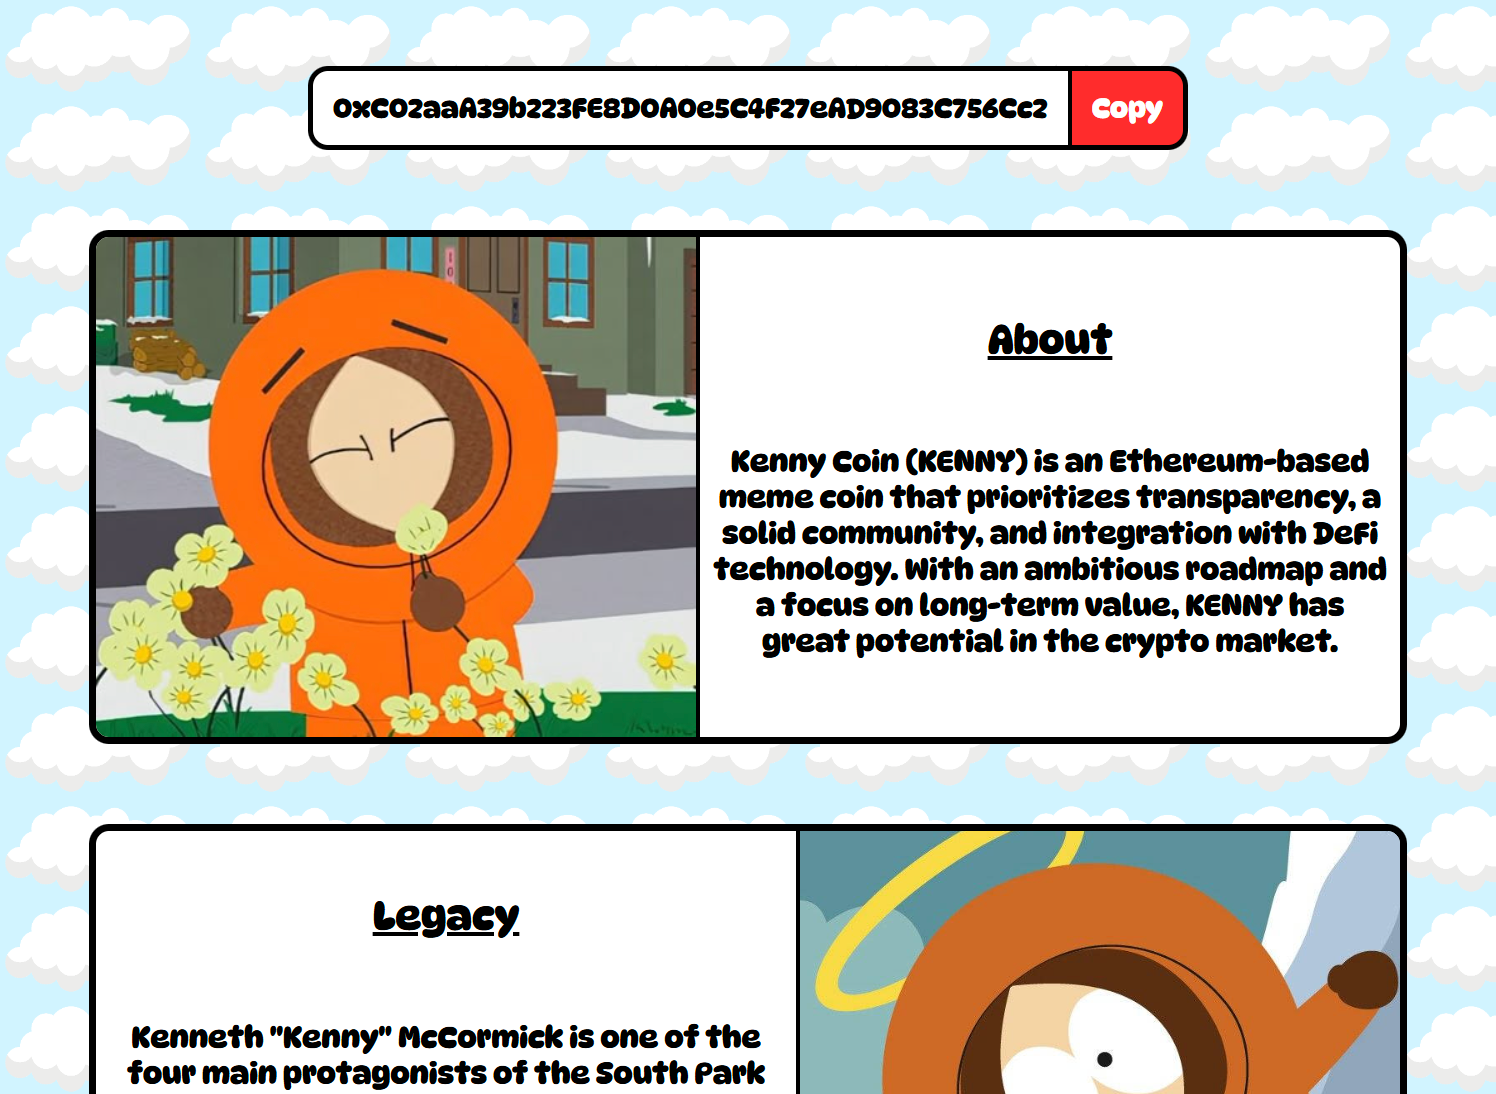 0xC02aaA39b223FE8D0A0e5C4F27eAD9083C756Cc2
Copy
About
Kenny Coin (KENNY) is an Ethereum-based
meme coin that prioritizes transparency, a
solid community, and integration with DeFi
technology. With an ambitious roadmap and
a focus on long-term value, KENNY has
great potential in the crypto market.
Legacy
Kenneth "Kenny" McCormick is one of the
four main protagonists of the South Park